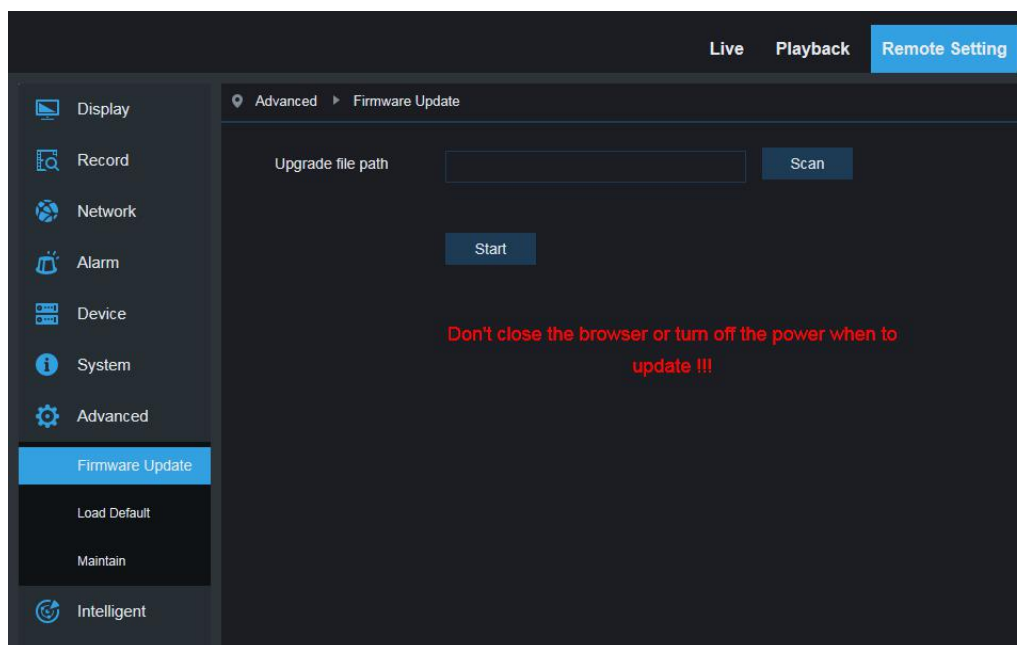 Live Playback Remote Setting
Display
Record
Network
Alarm
Device
System
Advanced
Firmware Update
Load Default
Maintain
Intelligent
Advanced Firmware Update
Upgrade file path Scan
Start
Don't close the browser or turn off the power when to
update !!!